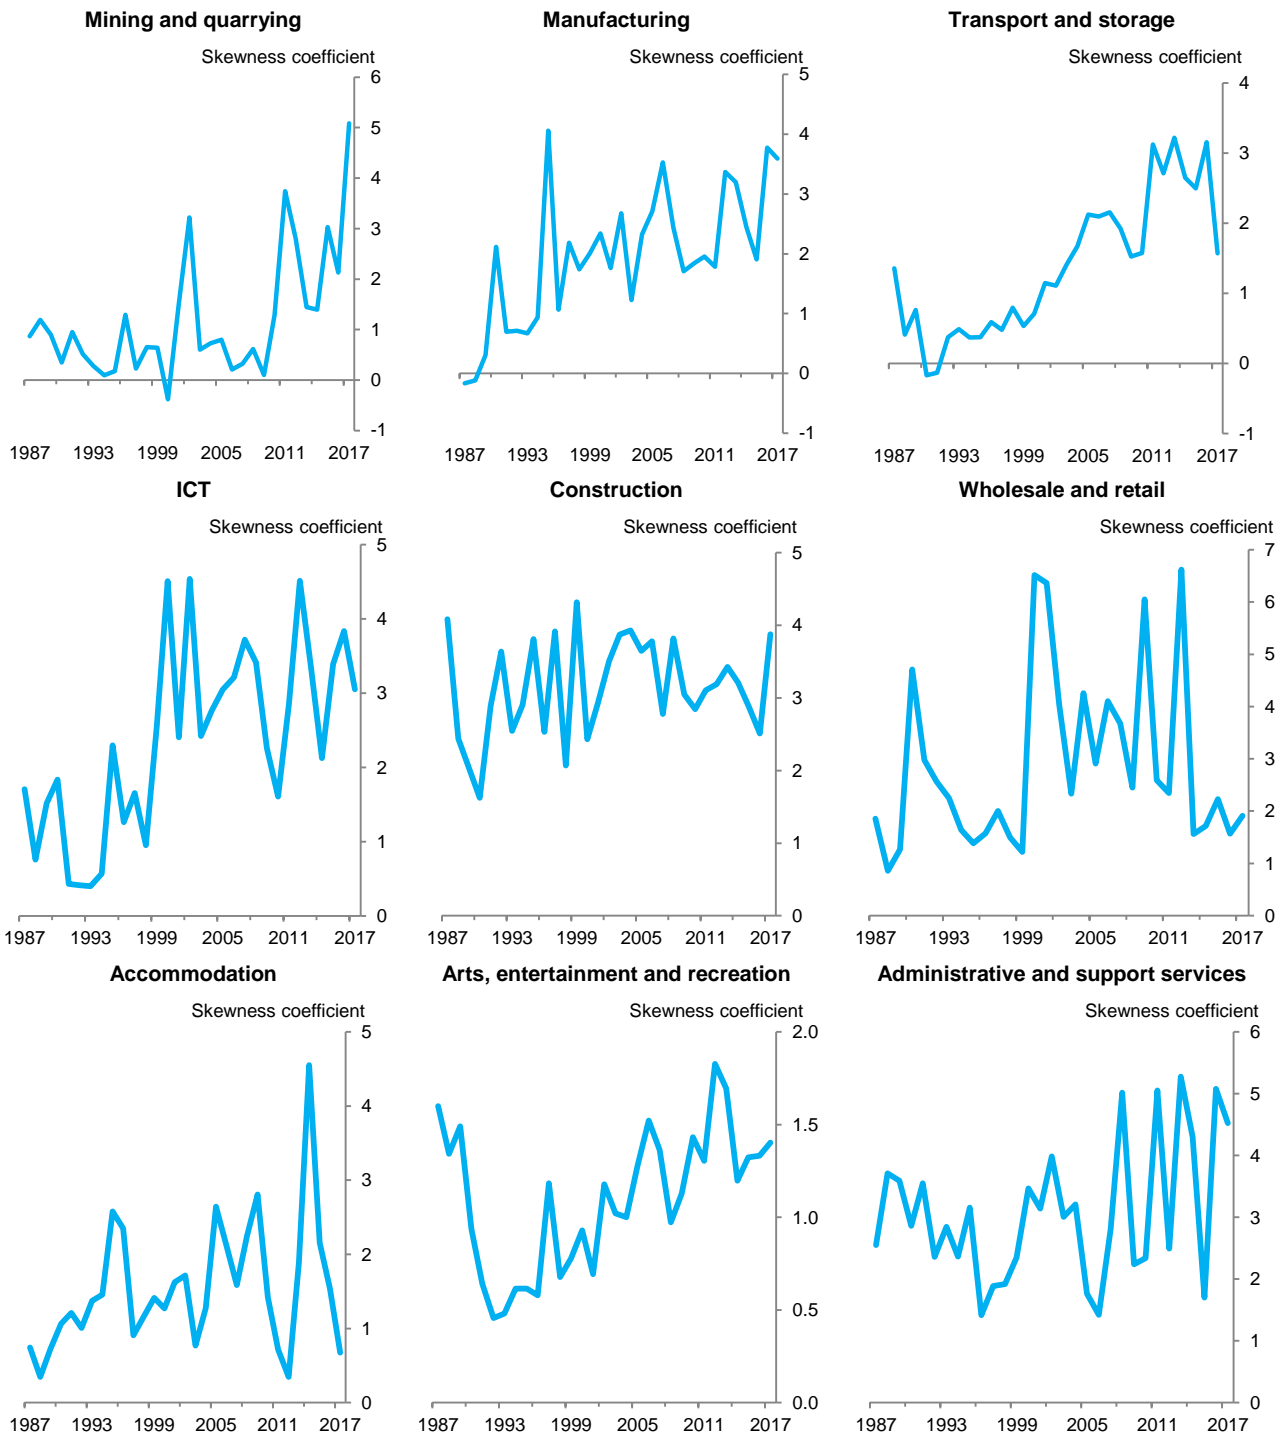 Mining and quarrying
Skewness coefficient
6
5
4
3
2
1
0
-1
1987 1993 1999 2005 2011 2017
Manufacturing
Skewness coefficient
5
4
3
2
1
0
-1
1987 1993 1999 2005 2011 2017
Transport and storage
Skewness coefficient
4
3
2
1
0
-1
1987 1993 1999 2005 2011 2017
ICT
Skewness coefficient
5
4
3
2
1
0
1987 1993 1999 2005 2011 2017
Construction
Skewness coefficient
5
4
3
2
1
0
1987 1993 1999 2005 2011 2017
Wholesale and retail
Skewness coefficient
7
6
5
4
3
2
1
0
1987 1993 1999 2005 2011 2017
Accommodation
Skewness coefficient
5
4
3
2
1
0
1987 1993 1999 2005 2011 2017
Arts, entertainment and recreation
Skewness coefficient
2.0
1.5
1.0
0.5
0.0
1987 1993 1999 2005 2011 2017
Administrative and support services
Skewness coefficient
6
5
4
3
2
1
0
1987 1993 1999 2005 2011 2017